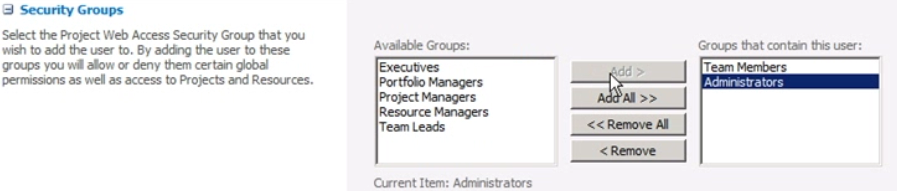 Security Groups
Select the Project Web Access Security Group that you
wish to add the user to. By adding the user to these
groups you will allow or deny them certain global
permissions as well as access to Projects and Resources.
Available Groups:
Executives
Portfolio Managers
Project Managers
Resource Managers
Team Leads
Add >
Add All >>
<< Remove All
< Remove
Groups that contain this user:
Team Members
Administrators
Current Item: Administrators